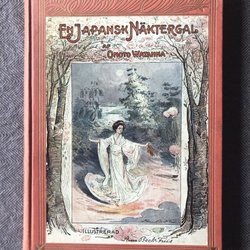 EN JAPANSK NÄKTERGAL
AF
ONOTO WATANNA
ILLUSTRERAD